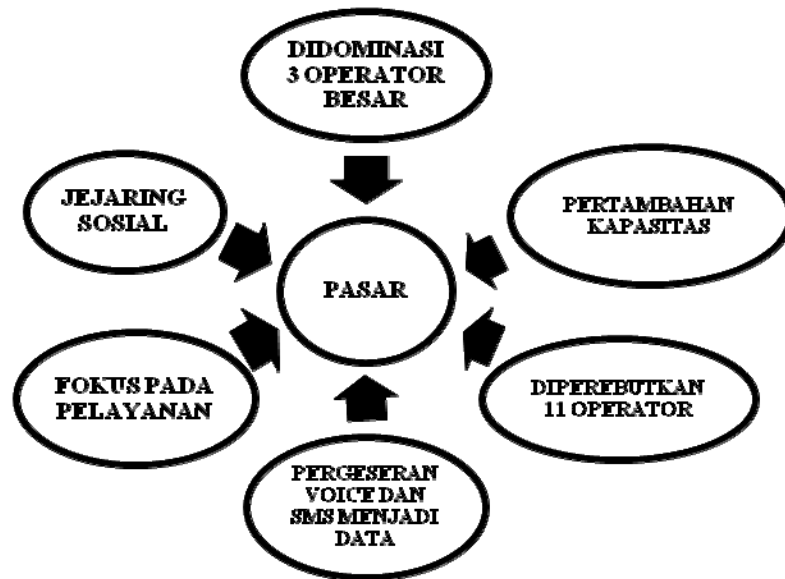 DIDOMINASI
3 OPERATOR
BESAR
JEJARING
SOSIAL
PERTAMBAHAN
KAPASITAS
PASAR
FOKUS PADA
PELAYANAN
DIPEREBUTKAN
11 OPERATOR
PERGESERAN
VOICE DAN
SMS MENJADI
DATA